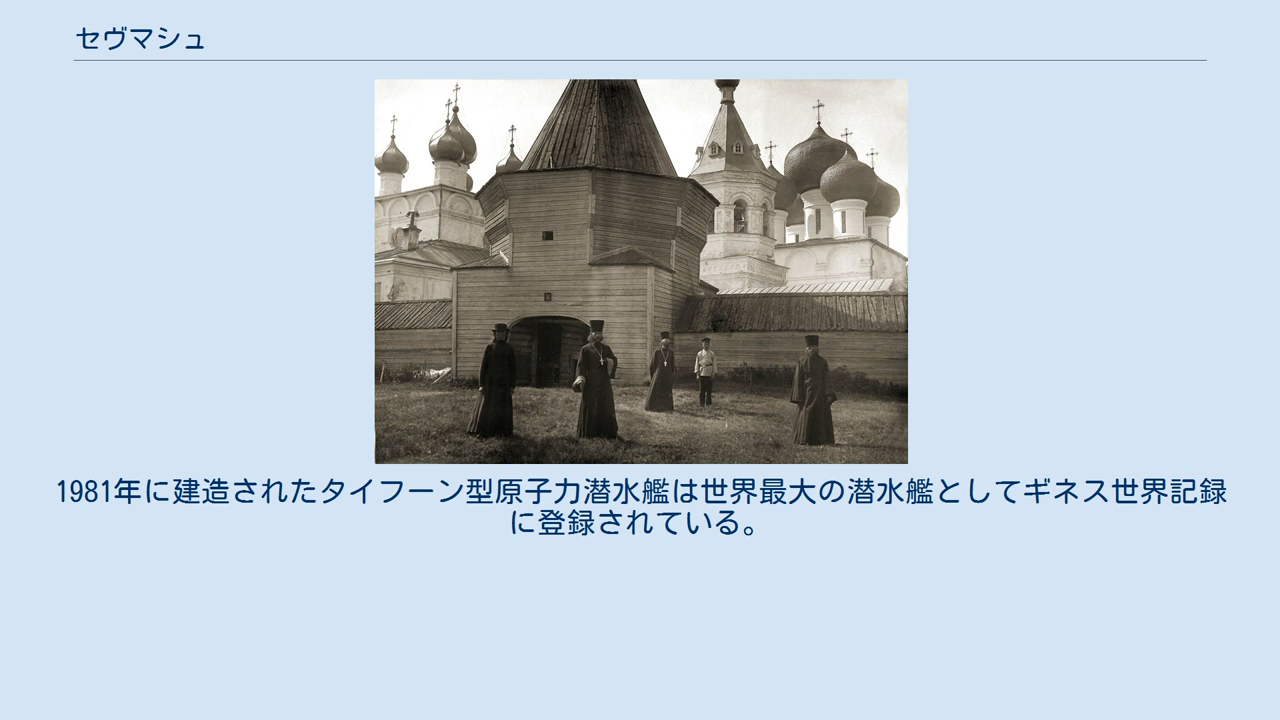 セヴマシュ
1981年に建造されたタイフーン型原子力潜水艦は世界最大の潜水艦としてギネス世界記録
に登録されている。